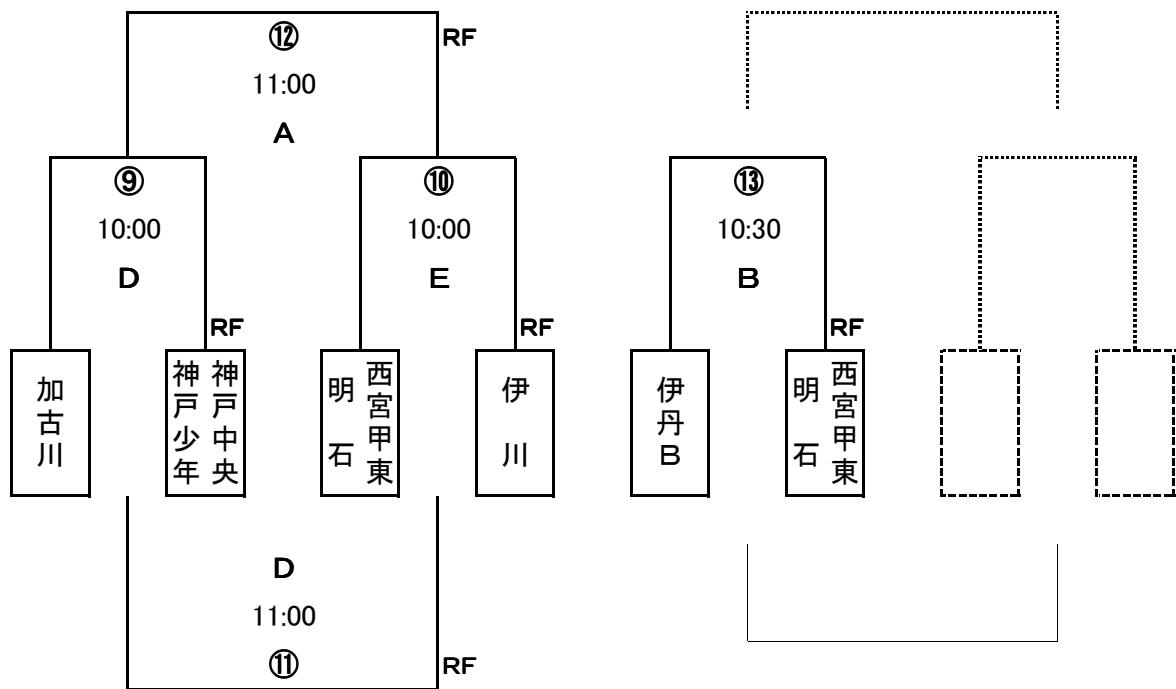 ⑫ RF
11:00
A
⑨ ⑩ ⑬
10:00 10:00 10:30
D E B
RF RF RF
加古川
神戸中央
神戸少年
西宮甲東
明石
伊川
伊丹B
西宮甲東
明石
D
11:00
⑪ RF